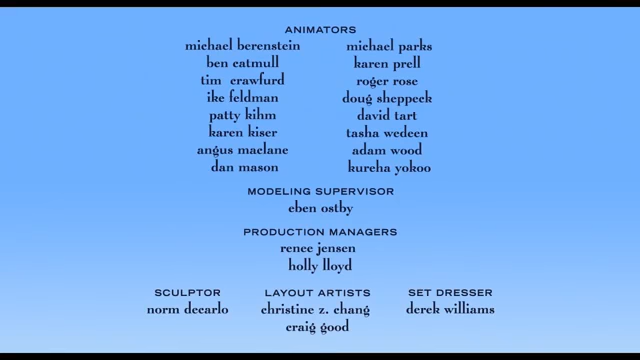 ANIMATORS
michael berenstein michael parks
ben catmull karen prell
tim crawfurd roger rose
ike feldman doug sheppeck
patty kihm david tart
karen kiser tasha wedeen
angus maclane adam wood
dan mason kureha yokoo
MODELING SUPERVISOR
eben ostby
PRODUCTION MANAGERS
renee jensen
holly lloyd
SCULPTOR LAYOUT ARTISTS SET DRESSER
norm decarlo christine z. chang derek williams
craig good